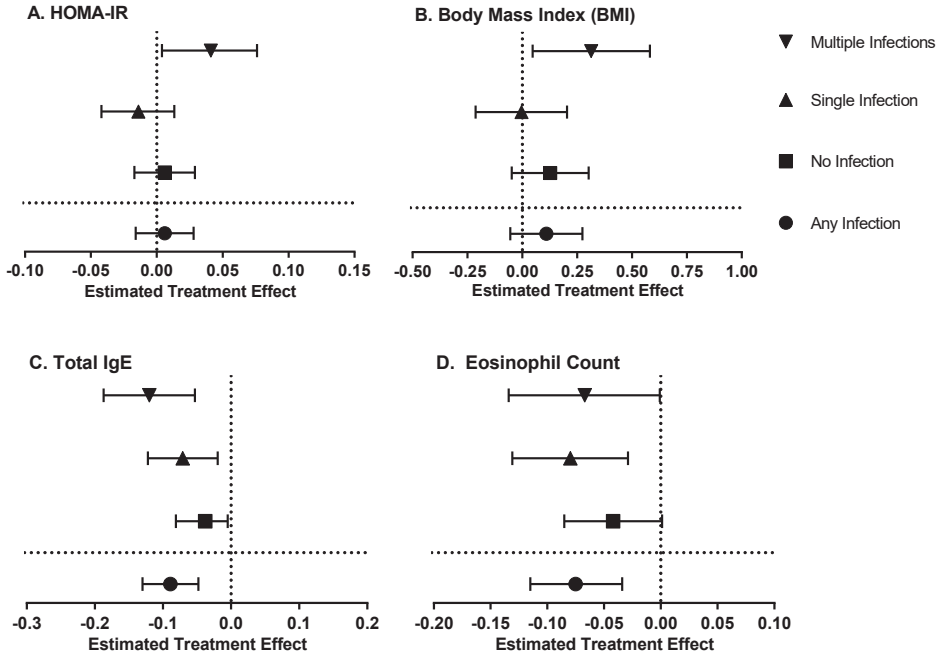 A. HOMA-IR
-0.10 -0.05 0.00 0.05 0.10 0.15
Estimated Treatment Effect
B. Body Mass Index (BMI)
-0.50 -0.25 0.00 0.25 0.50 0.75 1.00
Estimated Treatment Effect
Multiple Infections
Single Infection
No Infection
Any Infection
C. Total IgE
-0.3 -0.2 -0.1 0.0 0.1 0.2
Estimated Treatment Effect
D. Eosinophil Count
-0.20 -0.15 -0.10 -0.05 0.00 0.05 0.10
Estimated Treatment Effect